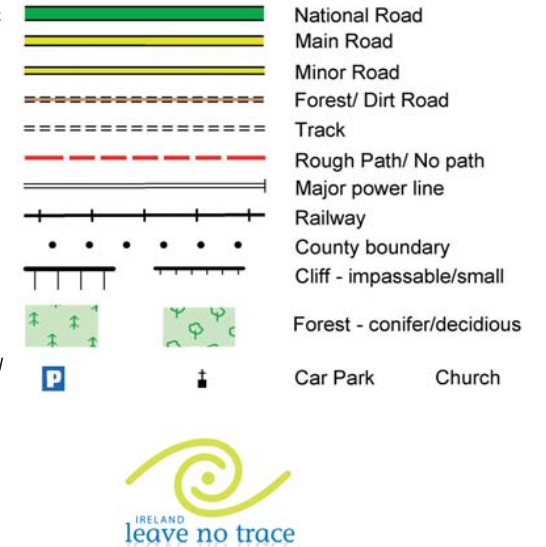 National Road
Main Road
Minor Road
Forest/ Dirt Road
Track
Rough Path/ No path
Major power line
Railway
County boundary
Cliff - impassable/small
Forest - conifer/decidious
P
Car Park Church
IRELAND
leave no trace